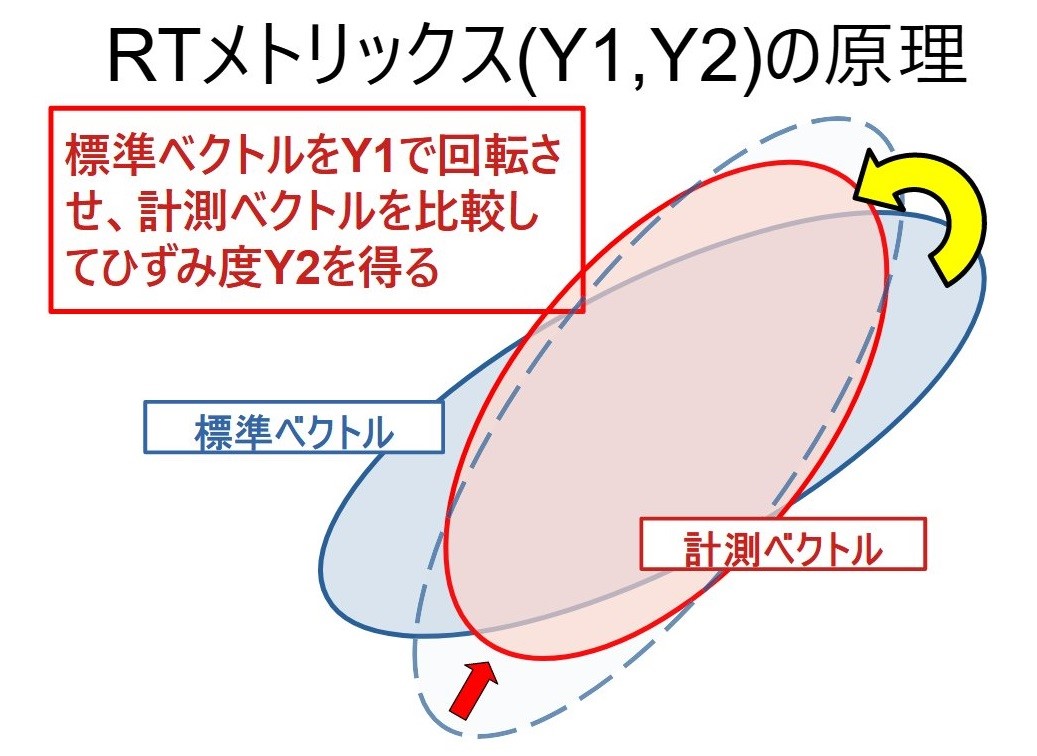 RTメトリックス(Y1,Y2)の原理
標準ベクトルをY1で回転さ
せ、計測ベクトルを比較し
てひずみ度Y2を得る
標準ベクトル
計測ベクトル